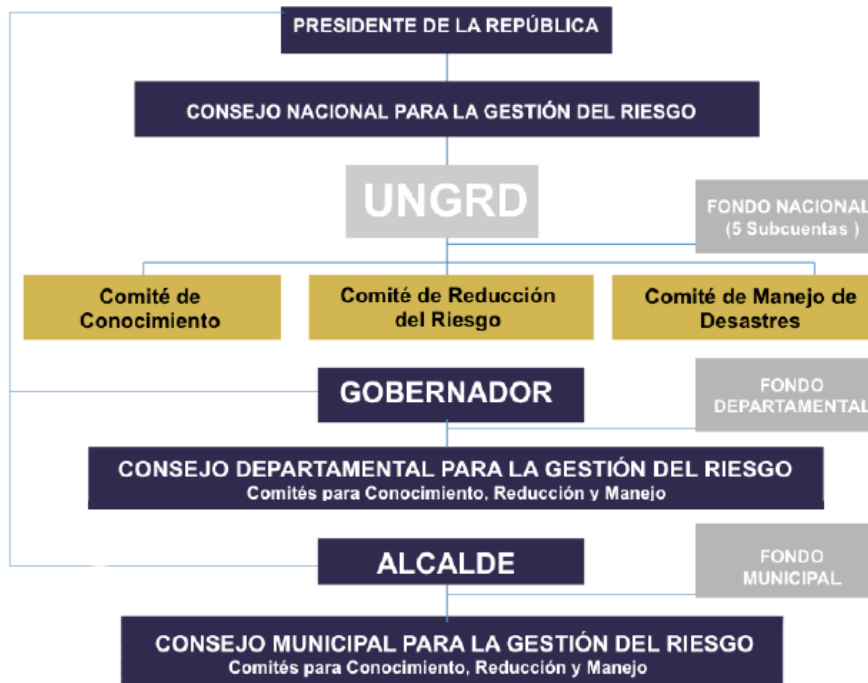 PRESIDENTE DE LA REPÚBLICA
CONSEJO NACIONAL PARA LA GESTIÓN DEL RIESGO
UNGRD
FONDO NACIONAL
(5 Subcuentas )
Comité de
Conocimiento
Comité de Reducción
del Riesgo
Comité de Manejo de
Desastres
GOBERNADOR
FONDO
DEPARTAMENTAL
CONSEJO DEPARTAMENTAL PARA LA GESTIÓN DEL RIESGO
Comités para Conocimiento, Reducción y Manejo
ALCALDE
FONDO
MUNICIPAL
CONSEJO MUNICIPAL PARA LA GESTIÓN DEL RIESGO
Comités para Conocimiento, Reducción y Manejo